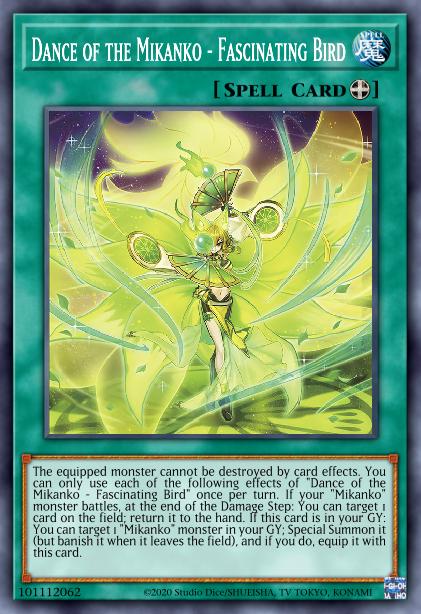 Dance of the Mikanko - Fascinating Bird
SPELL
魔
[Spell Card]
The equipped monster cannot be destroyed by card effects. You
can only use each of the following effects of "Dance of the
Mikanko - Fascinating Bird" once per turn. If your "Mikanko"
monster battles, at the end of the Damage Step: You can target 1
card on the field; return it to the hand. If this card is in your GY:
You can target 1 "Mikanko" monster in your GY; Special Summon it
(but banish it when it leaves the field), and if you do, equip it with
this card.
101112062
©2020 Studio Dice/SHUEISHA, TV TOKYO, KONAMI